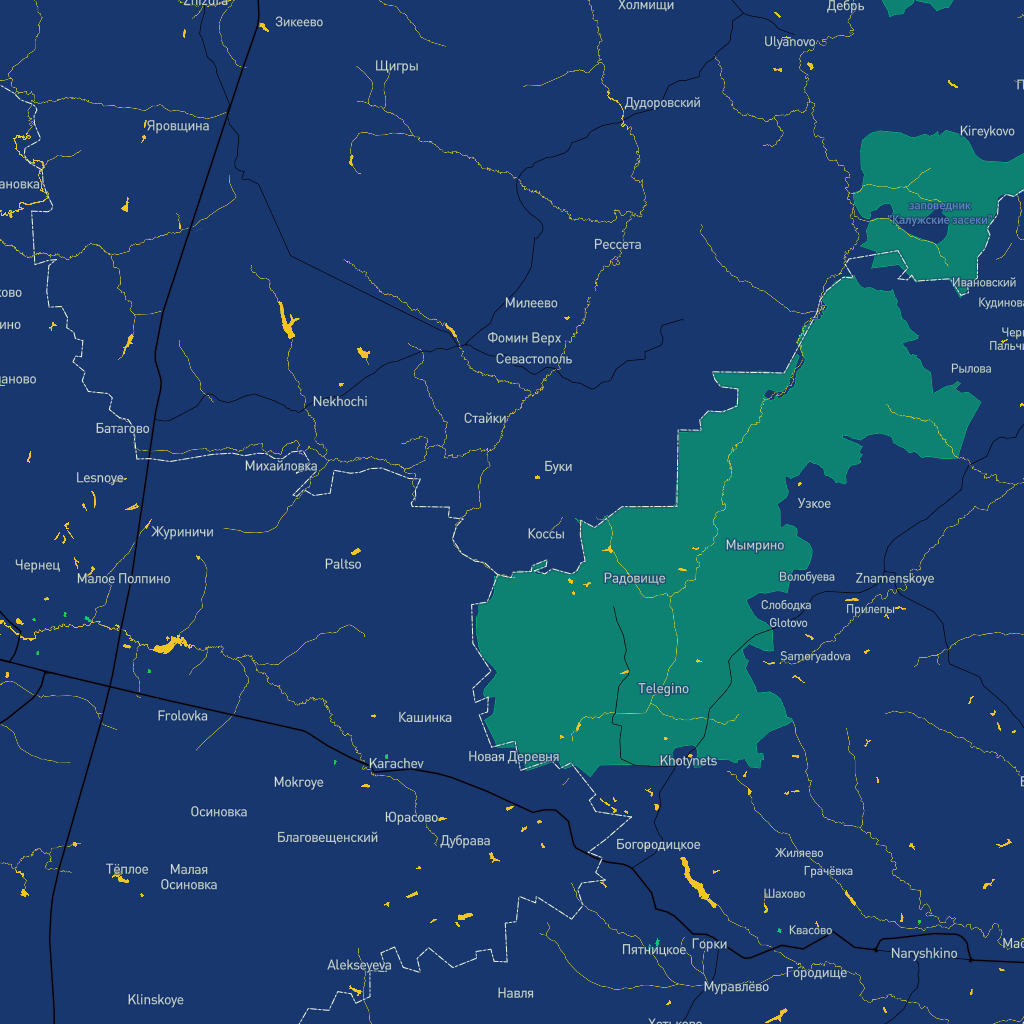 Zhizdra
Зикеево
Холмищи
Дебрь
Ulyanovo
Щигры
Дудоровский
Яровщина
Kireykovo
заповедник
"Калужские засеки"
Рессета
Ивановский
Милеево
Кудинова
Фомин Верх
Севастополь
Рылова
Nekhochi
Стайки
Батагово
Михайловка
Буки
Lesnoye
Узкое
Журиничи
Коссы
Мымрино
Чернец
Малое Полпино
Paltso
Радовище
Волобуева
Znamenskoye
Слободка
Прилепы
Glotovo
Samoryadova
Telegino
Frolovka
Кашинка
Новая Деревня
Khotynets
Karachev
Mokroye
Осиновка
Юрасово
Благовещенский
Дубрава
Богородицкое
Жиляево
Тёплое
Малая
Осиновка
Грачёвка
Шахово
Квасово
Пятницкое
Горки
Naryshkino
Alekseyeva
Городище
Муравлёво
Klinskoye
Навля
Хотьково